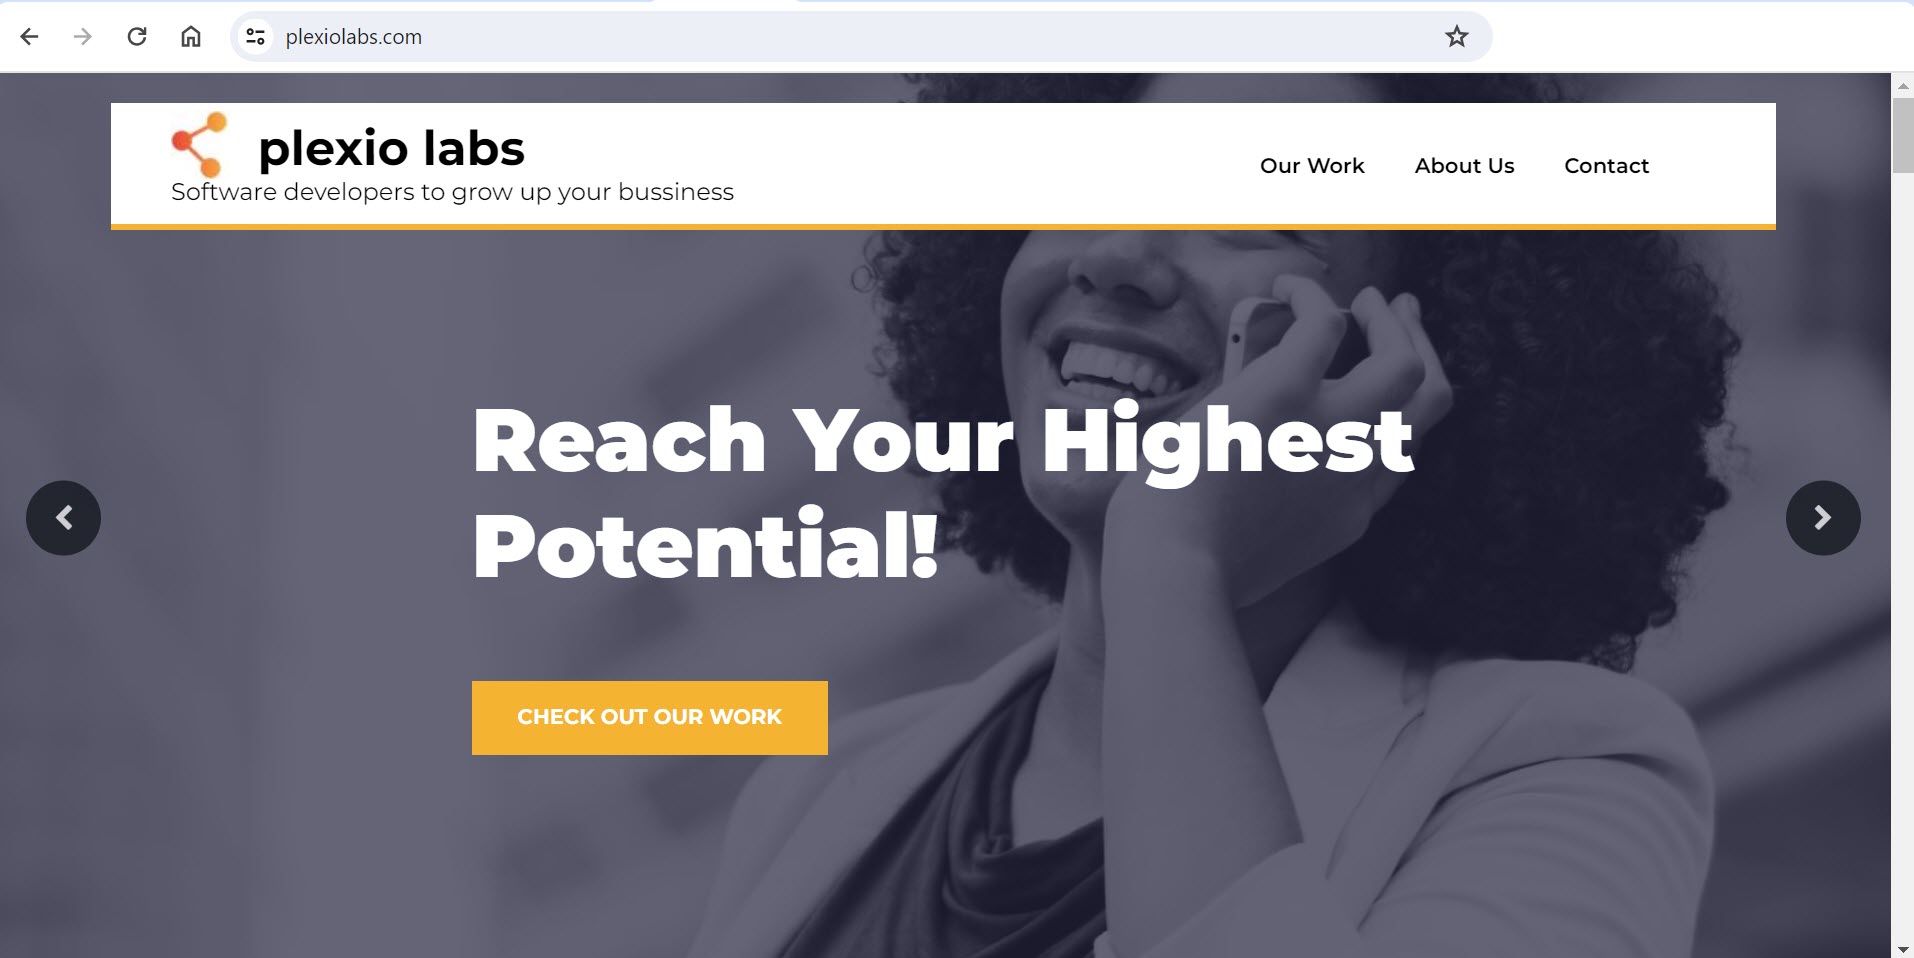 plexiolabs.com
plexio labs
Software developers to grow up your bussiness
Our Work
About Us
Contact
Reach Your Highest
Potential!
CHECK OUT OUR WORK